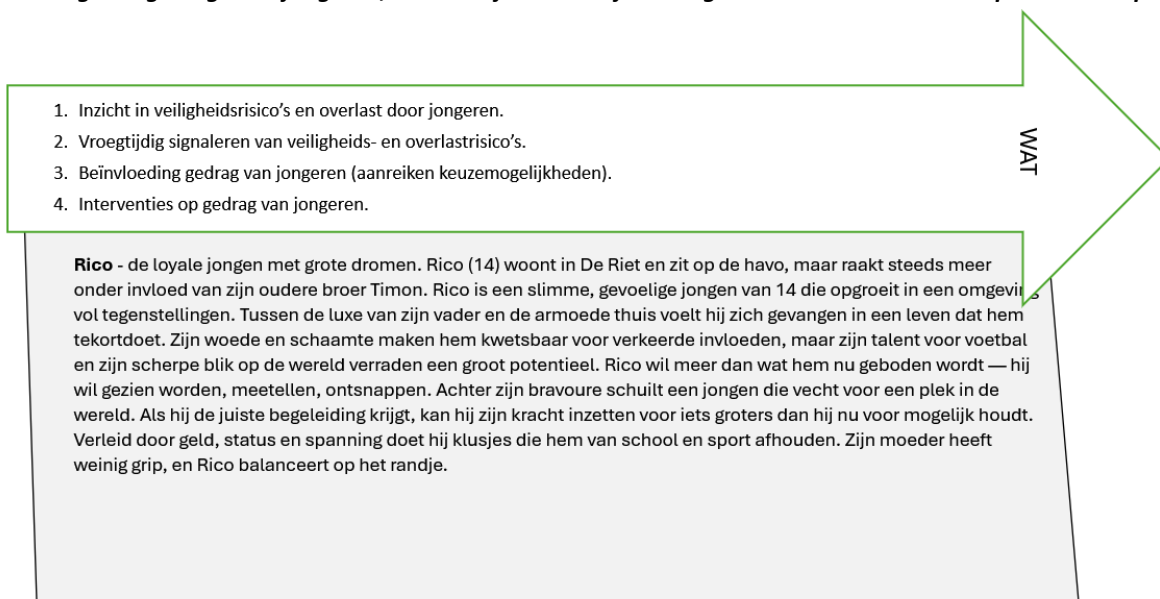 1. Inzicht in veiligheidsrisico's en overlast door jongeren.
2. Vroegtijdig signaleren van veiligheids- en overlastrisico's.
3. Beïnvloeding gedrag van jongeren (aanreiken keuzemogelijkheden).
4. Interventies op gedrag van jongeren.
WAT
Rico - de loyale jongen met grote dromen. Rico (14) woont in De Riet en zit op de havo, maar raakt steeds meer
onder invloed van zijn oudere broer Timon. Rico is een slimme, gevoelige jongen van 14 die opgroeit in een omgeving
vol tegenstellingen. Tussen de luxe van zijn vader en de armoede thuis voelt hij zich gevangen in een leven dat hem
tekortdoet. Zijn woede en schaamte maken hem kwetsbaar voor verkeerde invloeden, maar zijn talent voor voetbal
en zijn scherpe blik op de wereld verraden een groot potentieel. Rico wil meer dan wat hem nu geboden wordt — hij
wil gezien worden, meetellen, ontsnappen. Achter zijn bravoure schuilt een jongen die vecht voor een plek in de
wereld. Als hij de juiste begeleiding krijgt, kan hij zijn kracht inzetten voor iets groters dan hij nu voor mogelijk houdt.
Verleid door geld, status en spanning doet hij klusjes die hem van school en sport afhouden. Zijn moeder heeft
weinig grip, en Rico balanceert op het randje.